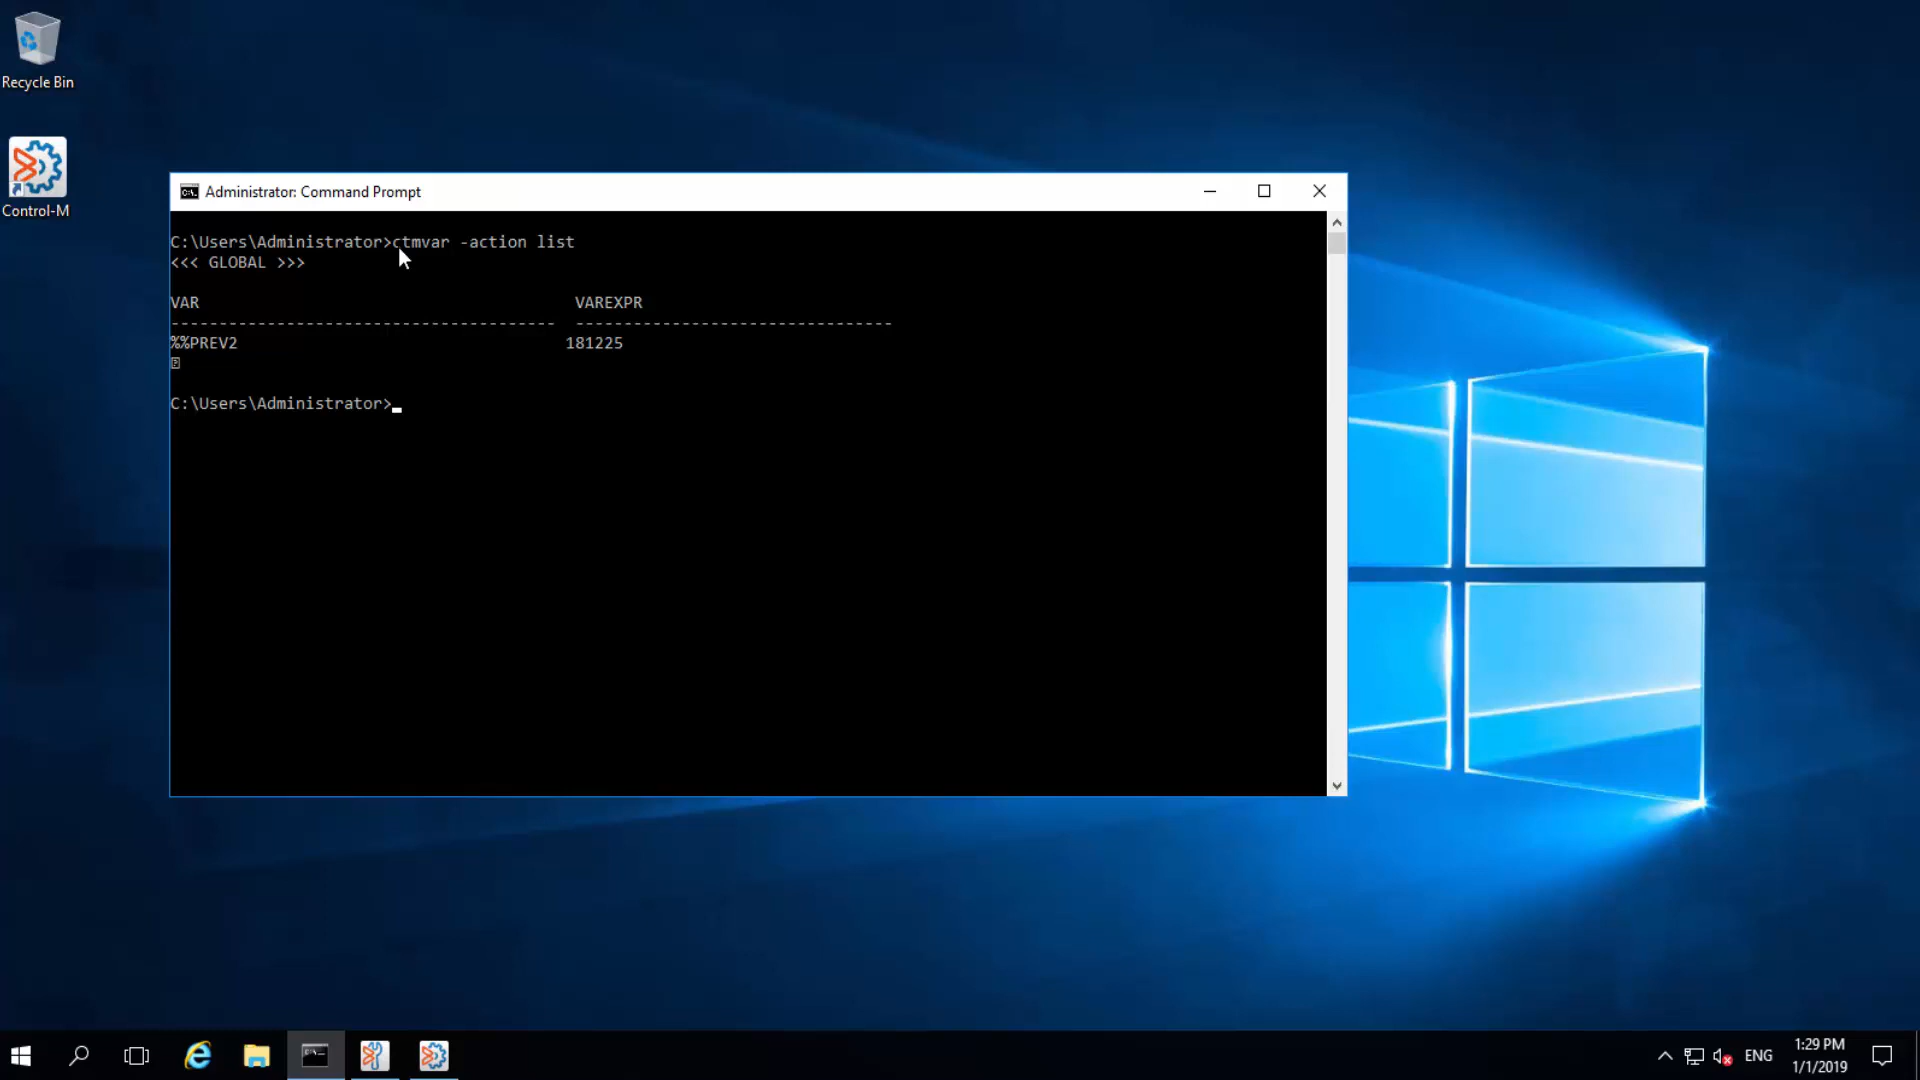 Recycle Bin
Control-M
Administrator: Command Prompt
C:\Users\Administrator>ctmvar -action list
<<< GLOBAL >>>
VAR VAREXPR
---------------------------------------- ---------------------------------
%%PREV2 181225
C:\Users\Administrator>
ENG
1:29 PM
1/1/2019